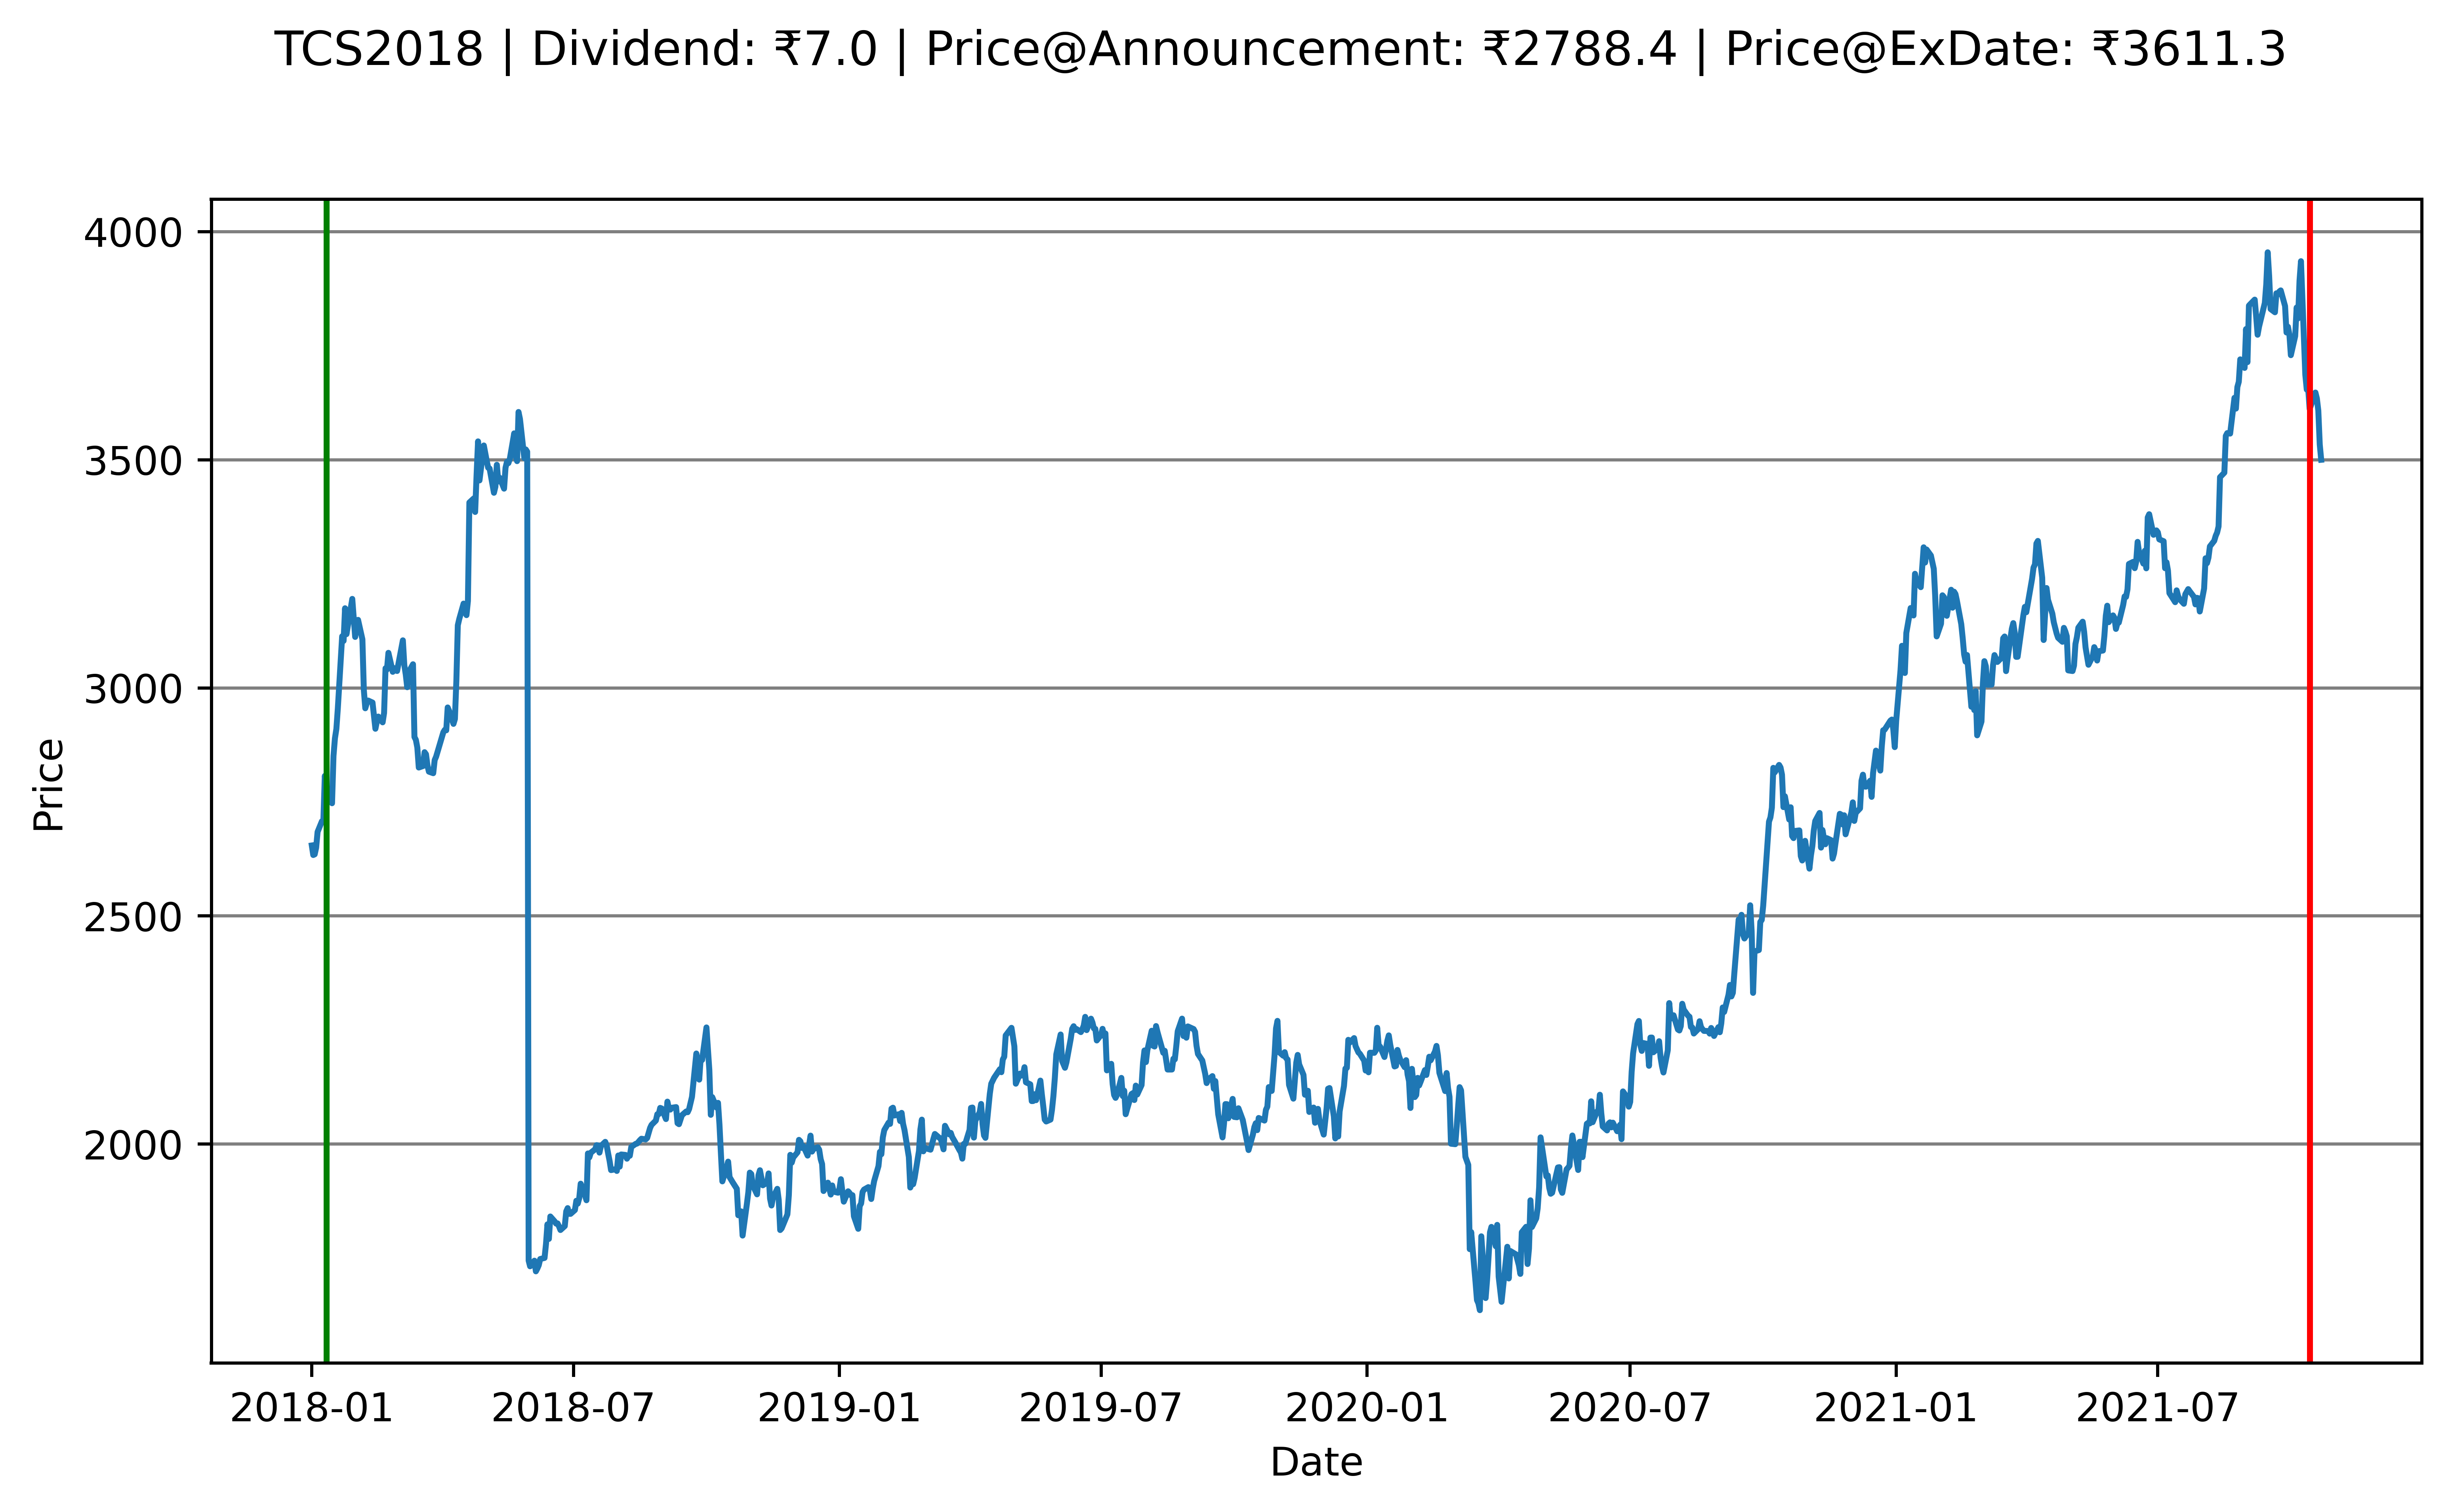 TCS2018 | Dividend: ₹7.0 | Price@Announcement: ₹2788.4 | Price@ExDate: ₹3611.3
4000
3500
3000
2500
2000
Price
2018-01 2018-07 2019-01 2019-07 2020-01 2020-07 2021-01 2021-07
Date